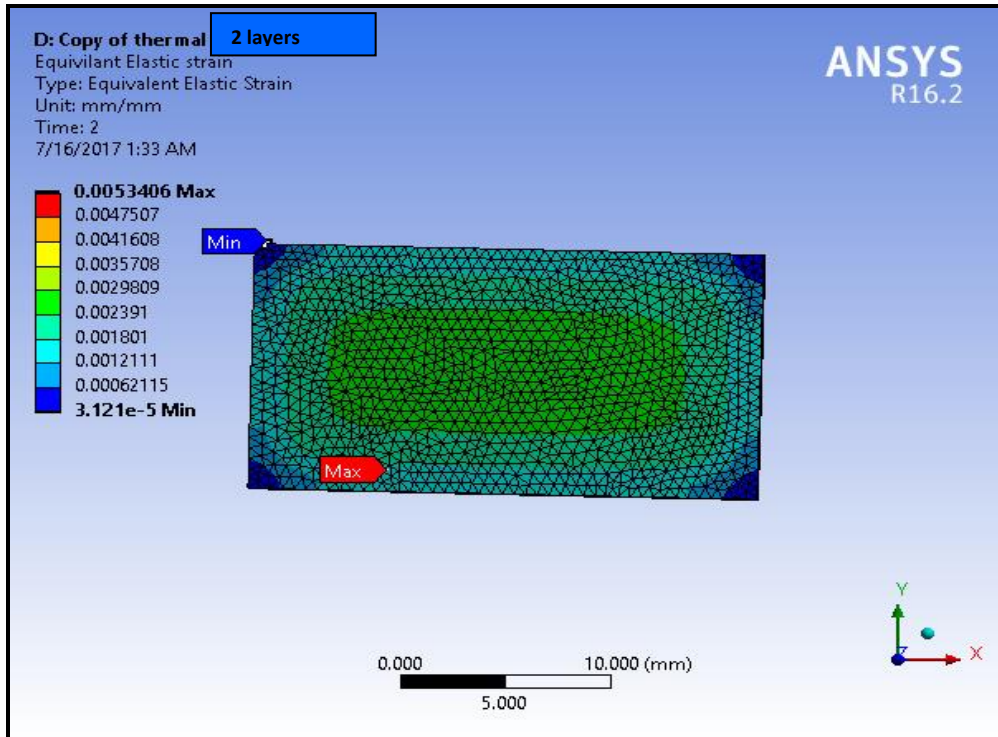 D: Copy of thermal
2 layers
Equivilant Elastic strain
Type: Equivalent Elastic Strain
Unit: mm/mm
Time: 2
7/16/2017 1:33 AM
ANSYS
R16.2
0.0053406 Max
0.0047507
0.0041608
0.0035708
0.0029809
0.002391
0.001801
0.0012111
0.00062115
3.121e-5 Min
Min
Max
0.000
10.000 (mm)
5.000
Y
Z
X